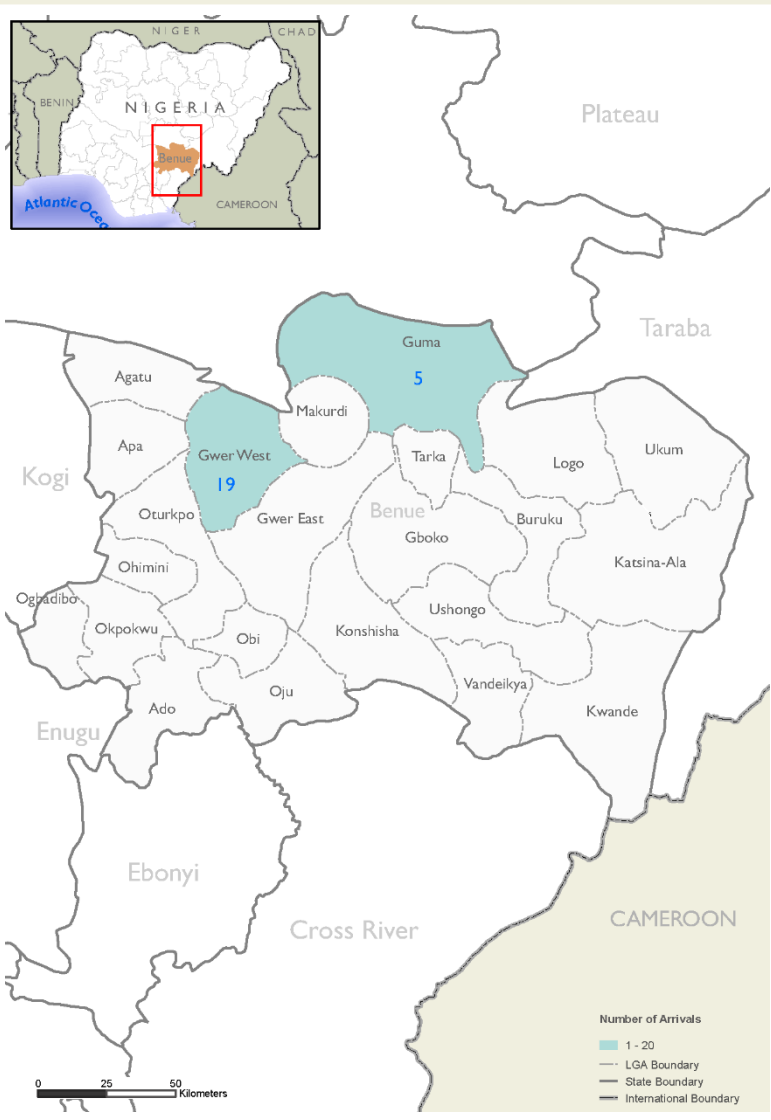 NIGER
CHAD
BENIN
NIGERIA
Benue
CAMEROON
Atlantic Ocea
Plateau
Taraba
Guma
5
Agatu
Makurdi
Apa
Gwer West
19
Tarka
Logo
Ukum
Kogi
Oturkpo
Gwer East
Benue
Buruku
Gboko
Ohimini
Katsina-Ala
Ogbadibo
Okpokwu
Obi
Konshisha
Ushongo
Oju
Vandeikya
Ado
Kwande
Enugu
Ebonyi
Cross River
CAMEROON
Number of Arrivals
1 - 20
LGA Boundary
State Boundary
International Boundary
0 25 50
Kilometers